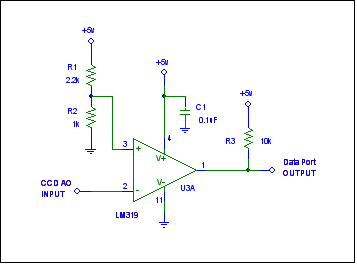 +5v
R1
2.2k
R2
1k
+5v
C1
0.1uF
+5v
R3
10k
3
+
4
V+
1
Data Port
OUTPUT
CCD AO
INPUT
2
-
V-
11
U3A
LM319